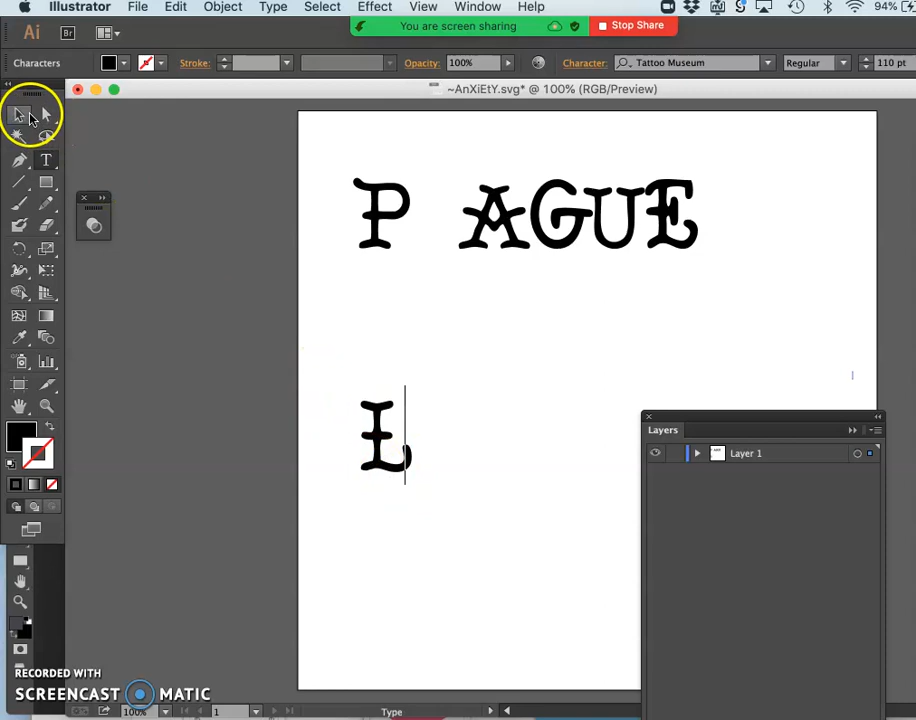 Illustrator File Edit Object Type Select Effect View Window Help 94%
You are screen sharing Stop Share
Ai Br
Characters Stroke: Opacity: 100% Character: Tattoo Museum Regular 110 pt
~AnXiEtY.svg* @ 100% (RGB/Preview)
T
P AGUE
L
Layers
Layer 1
RECORDED WITH
SCREENCAST MATIC
100% 1 Type